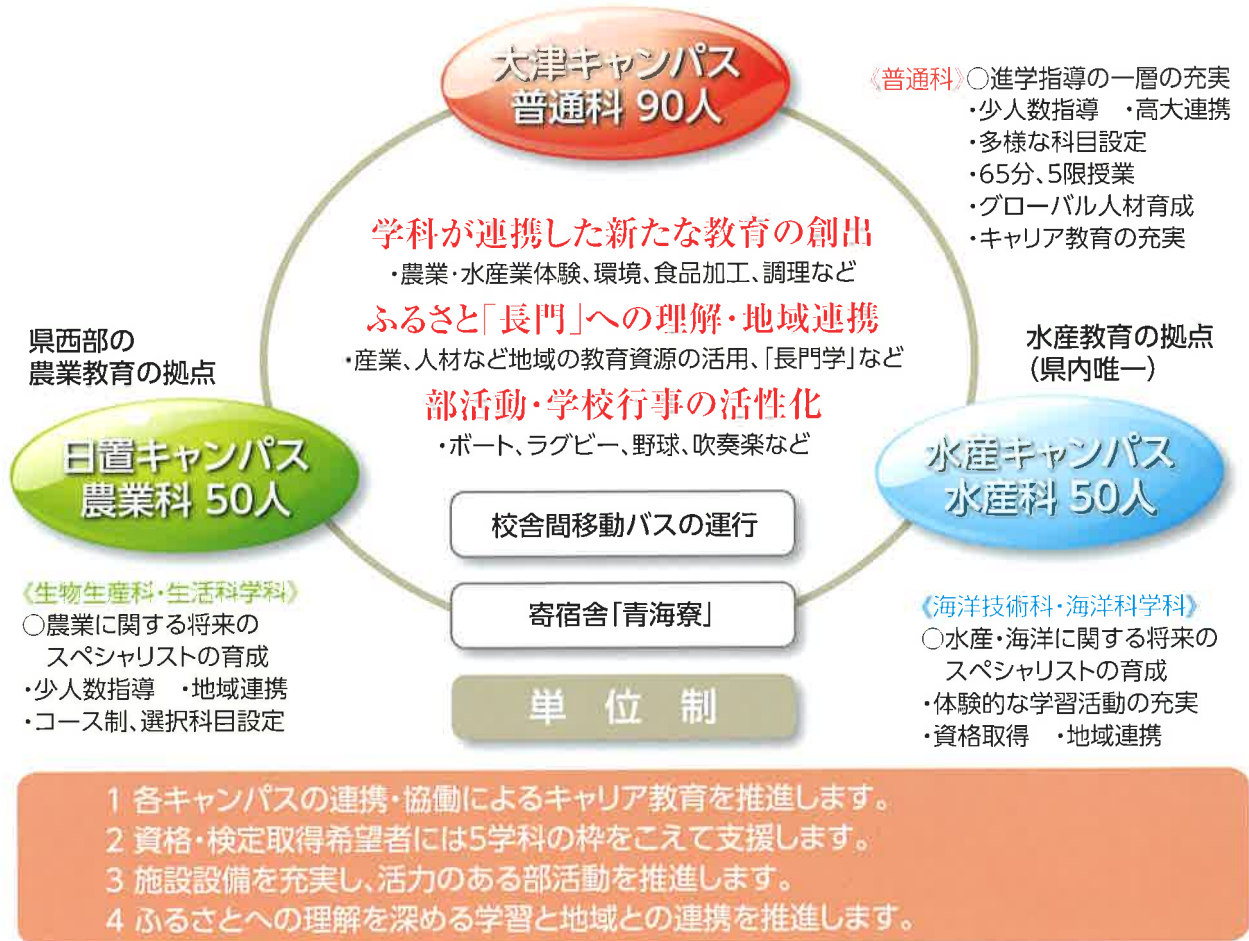 大津キャンパス
普通科 90人
《普通科》○進学指導の一層の充実
・少人数指導 ・高大連携
・多様な科目設定
・65分、5限授業
・グローバル人材育成
・キャリア教育の充実
学科が連携した新たな教育の創出
・農業・水産業体験、環境、食品加工、調理など
ふるさと「長門」への理解・地域連携
・産業、人材など地域の教育資源の活用、「長門学」など
部活動・学校行事の活性化
・ボート、ラグビー、野球、吹奏楽など
県西部の
農業教育の拠点
日置キャンパス
農業科 50人
水産教育の拠点
(県内唯一)
水産キャンパス
水産科 50人
校舎間移動バスの運行
寄宿舎「青海寮」
単位制
《生物生産科・生活科学科》
○農業に関する将来の
スペシャリストの育成
・少人数指導 ・地域連携
・コース制、選択科目設定
《海洋技術科・海洋科学科》
○水産・海洋に関する将来の
スペシャリストの育成
・体験的な学習活動の充実
・資格取得 ・地域連携
1 各キャンパスの連携・協働によるキャリア教育を推進します。
2 資格・検定取得希望者には5学科の枠をこえて支援します。
3 施設設備を充実し、活力のある部活動を推進します。
4 ふるさとへの理解を深める学習と地域との連携を推進します。